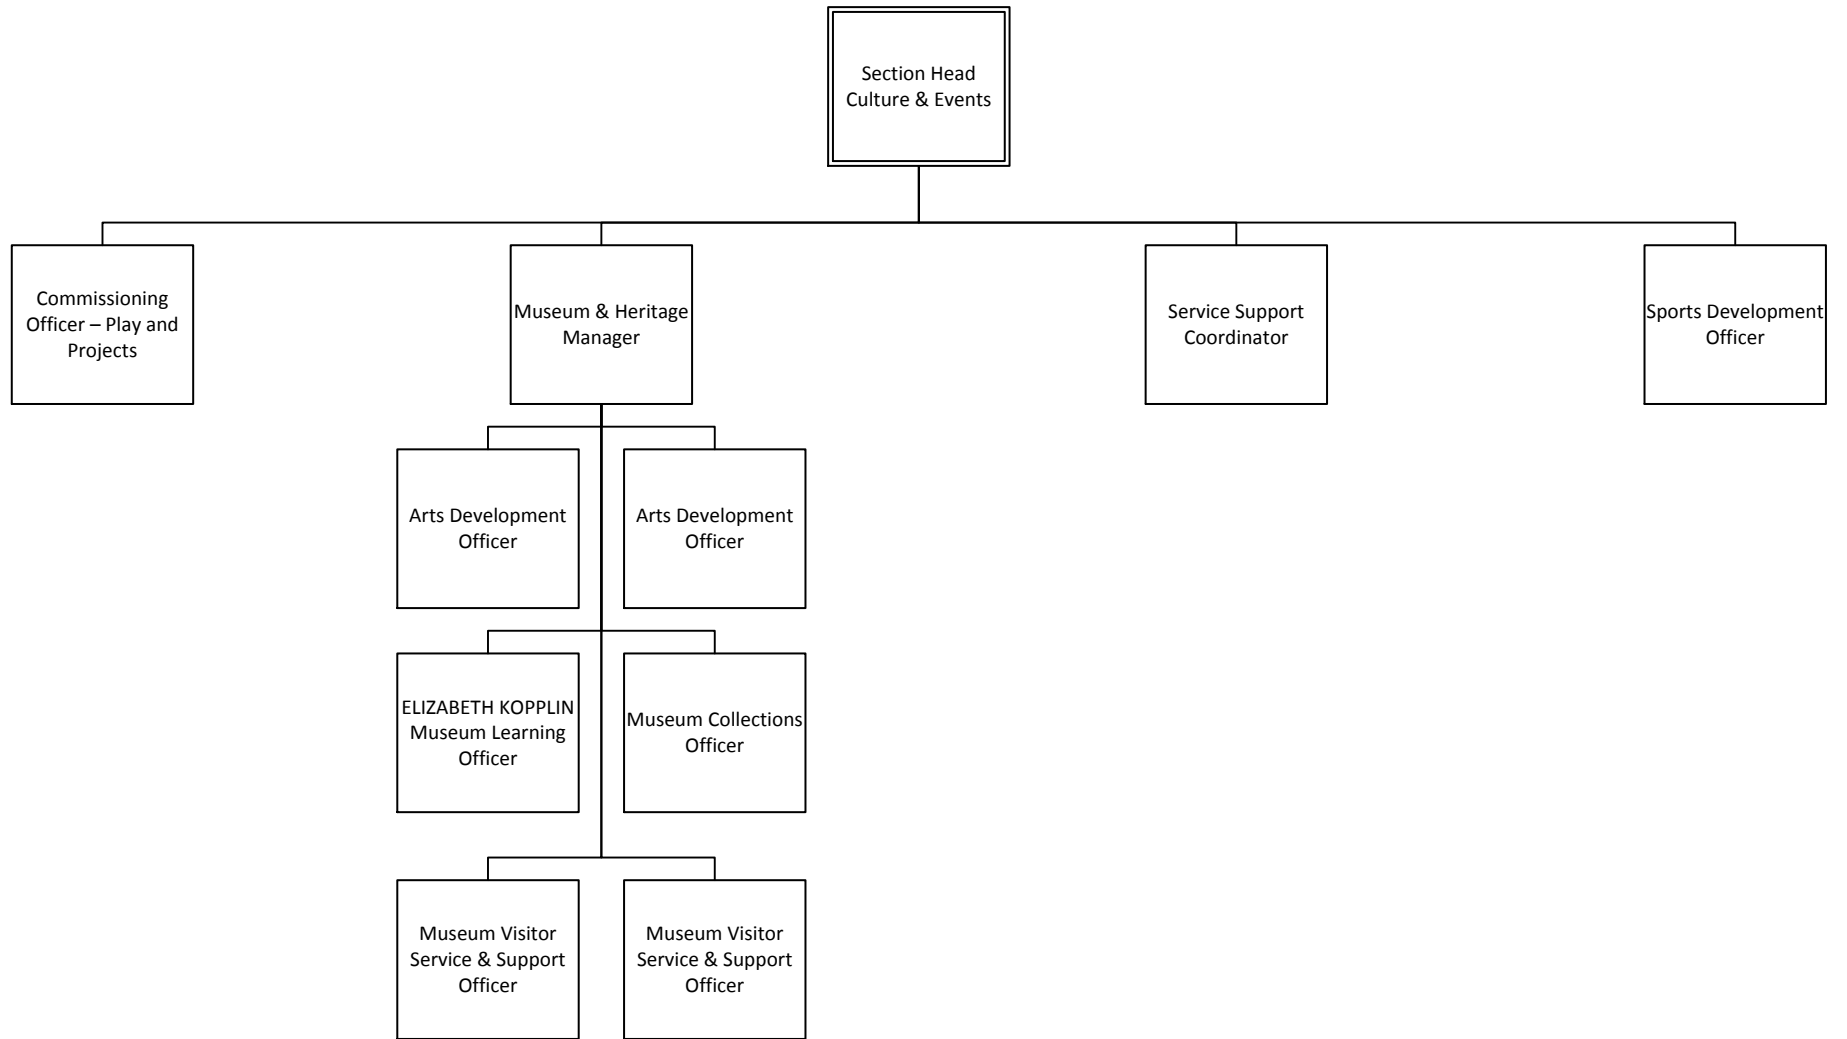 Section Head
Culture & Events
Commissioning
Officer – Play and
Projects
Museum & Heritage
Manager
Service Support
Coordinator
Sports Development
Officer
Arts Development
Officer
Arts Development
Officer
ELIZABETH KOPPLIN
Museum Learning
Officer
Museum Collections
Officer
Museum Visitor
Service & Support
Officer
Museum Visitor
Service & Support
Officer